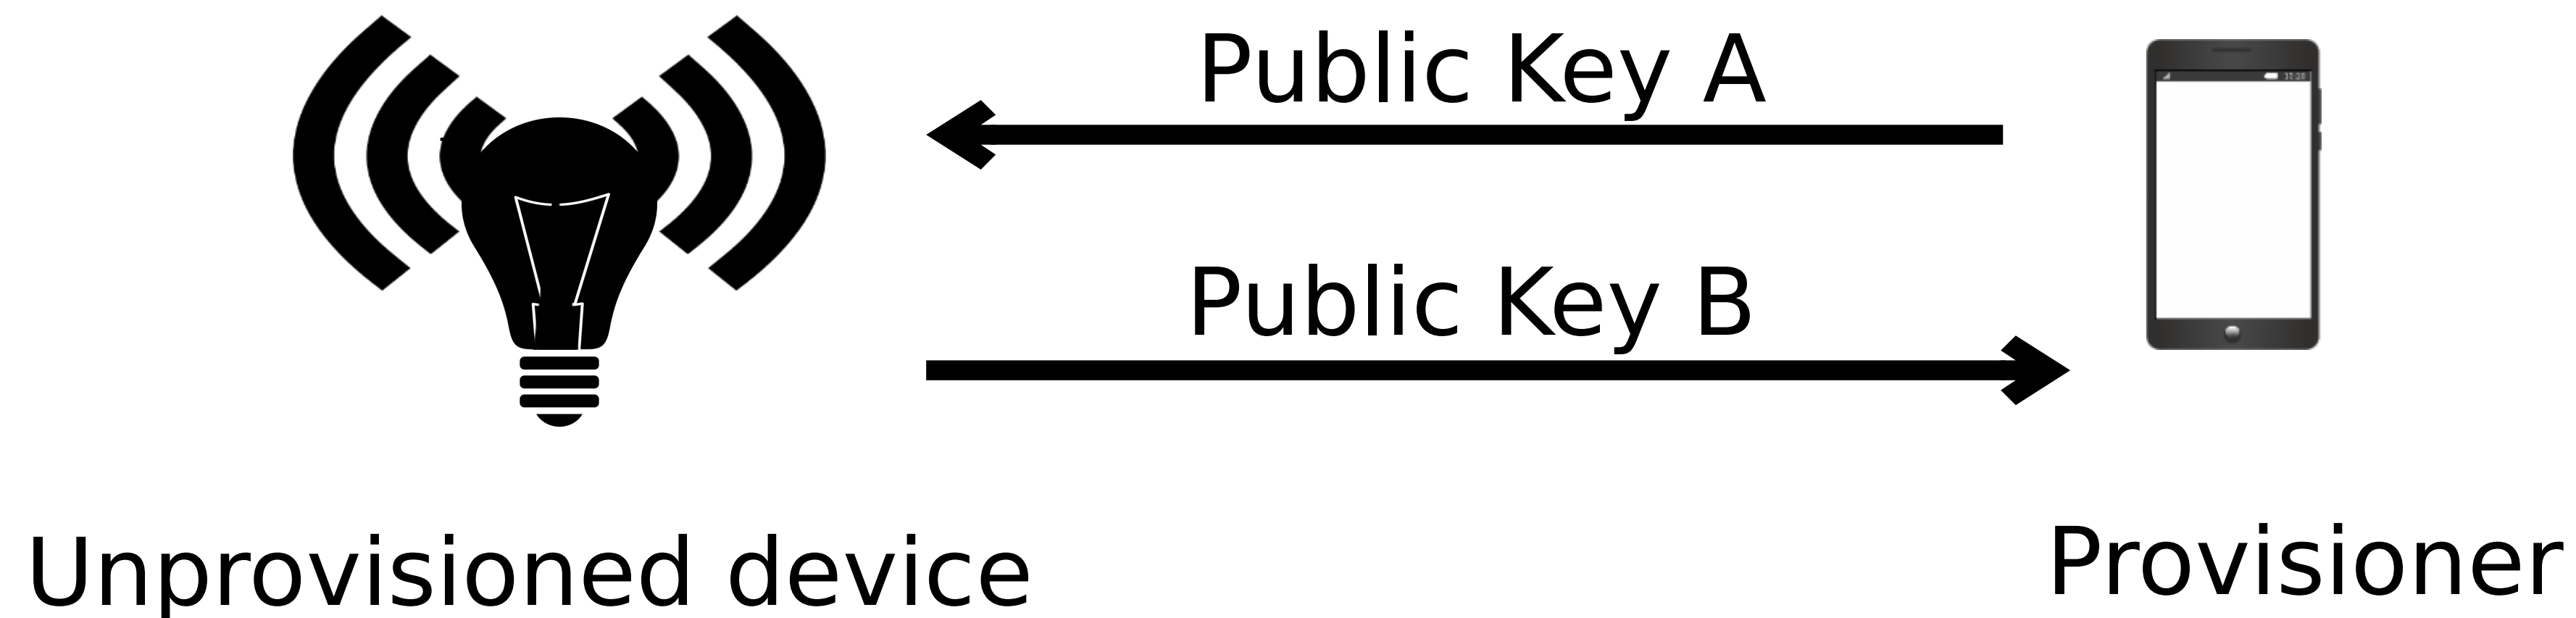 Public Key A
Public Key B
Unprovisioned device
Provisioner